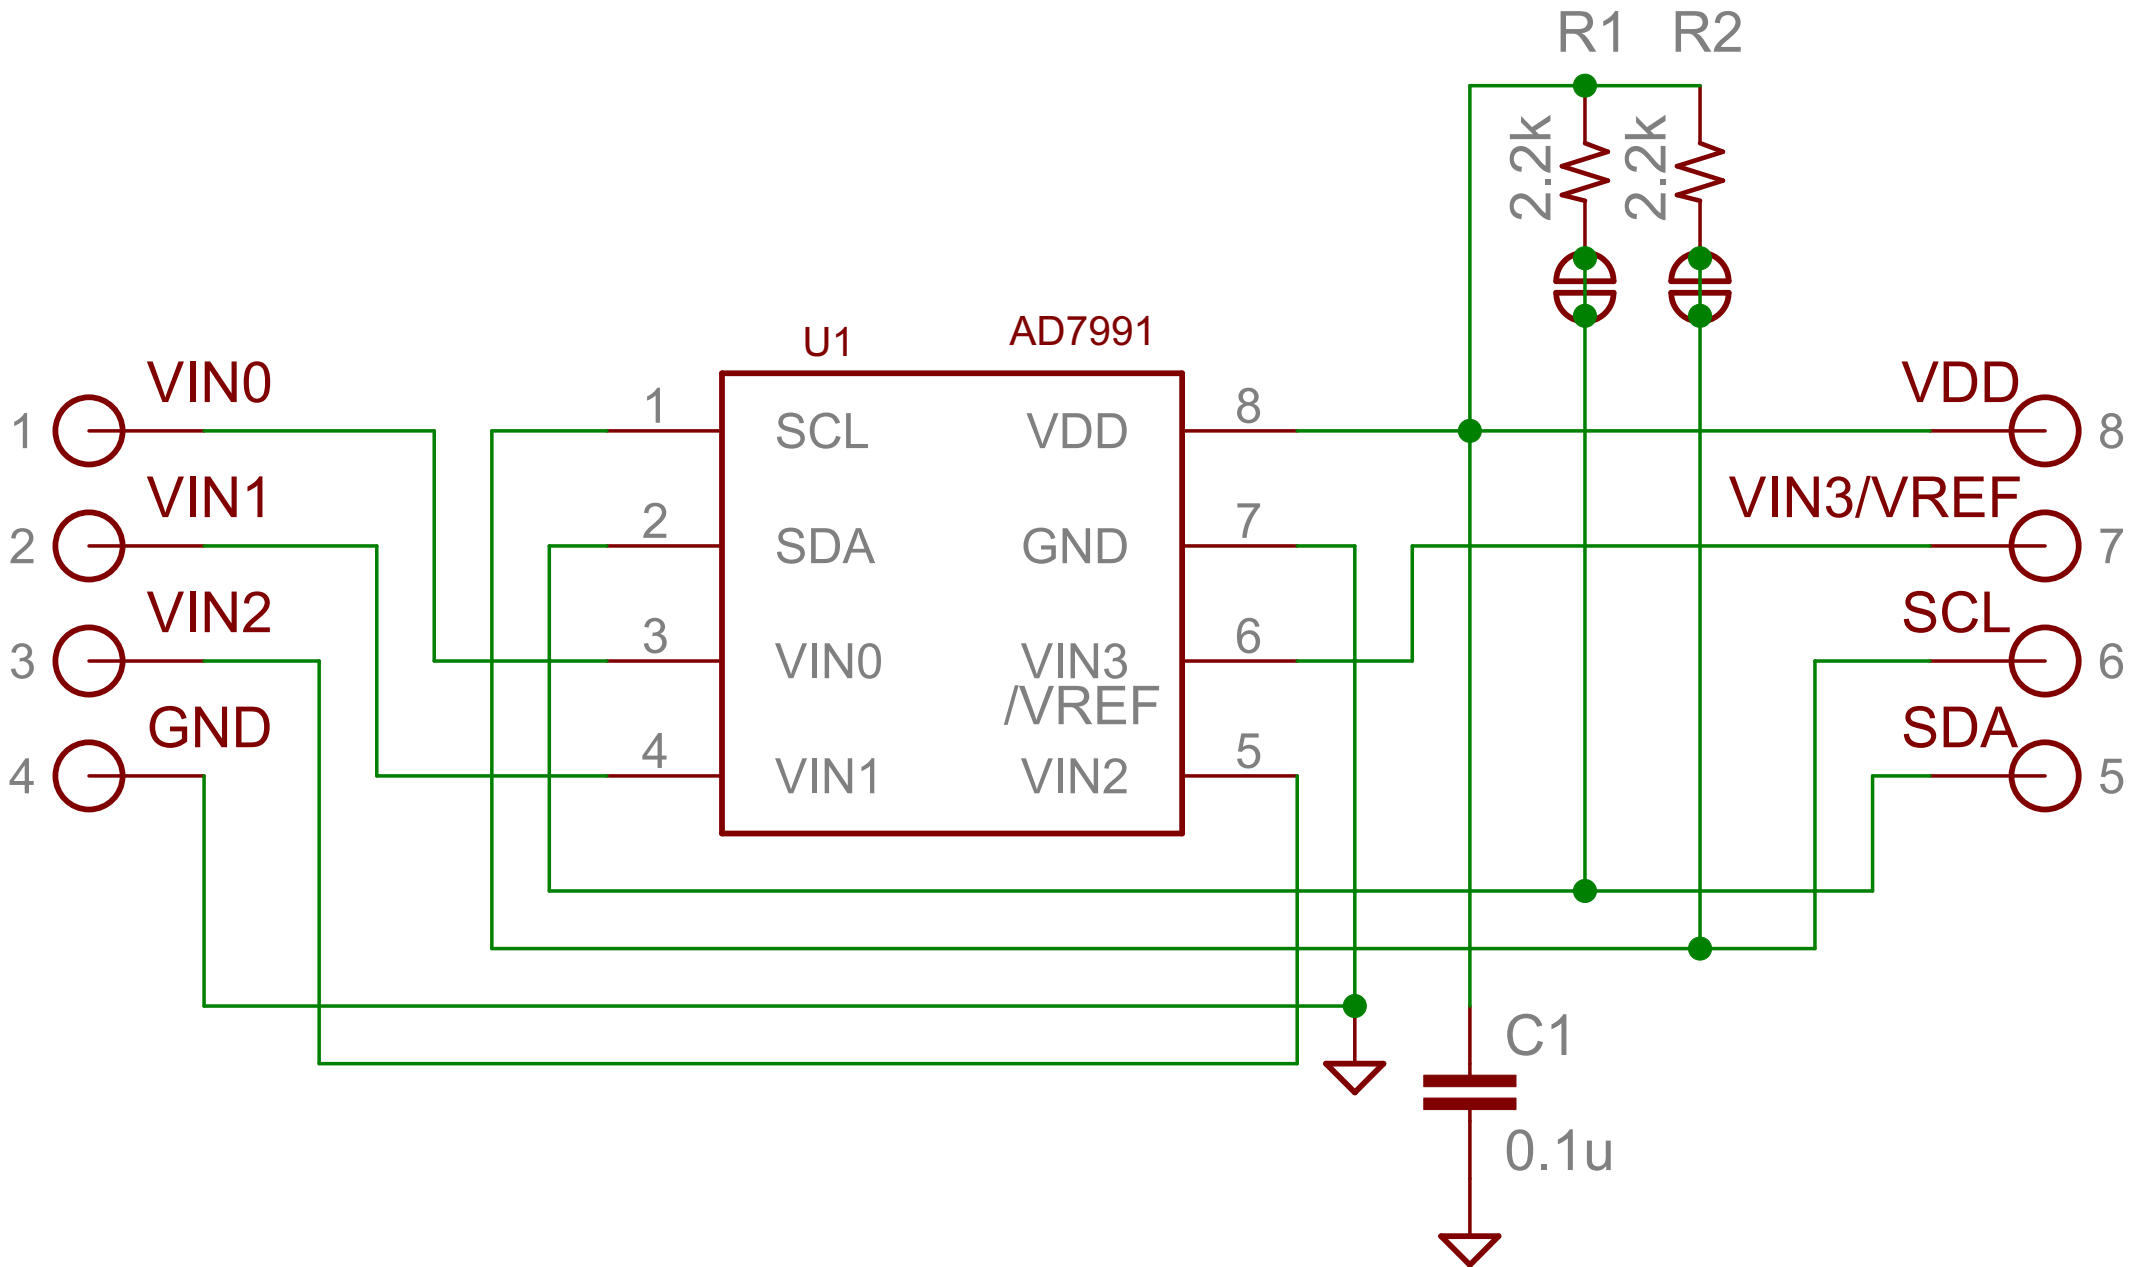 R1 R2
2.2k 2.2k
U1 AD7991
VIN0 VDD
1 1 SCL VDD 8 8
VIN1 VIN3/VREF
2 2 SDA GND 7 7
VIN2 SCL
3 3 VIN0 VIN3 6 6
/VREF
GND SDA
4 4 VIN1 VIN2 5 5
C1
0.1u